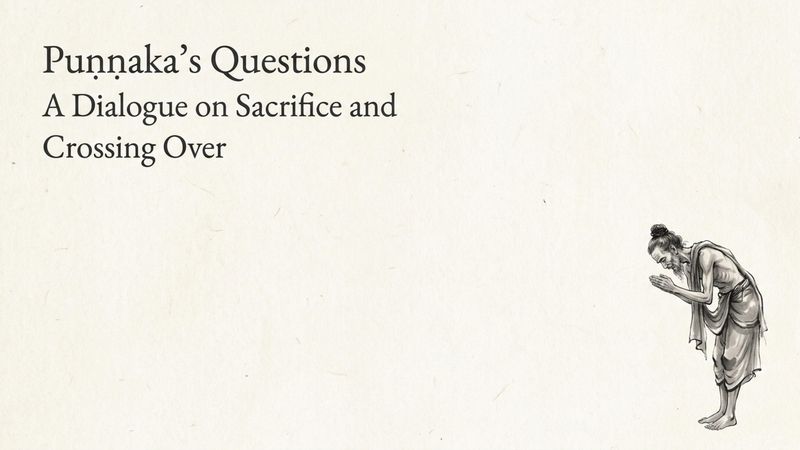 Puṇṇaka’s Questions
A Dialogue on Sacrifice and
Crossing Over